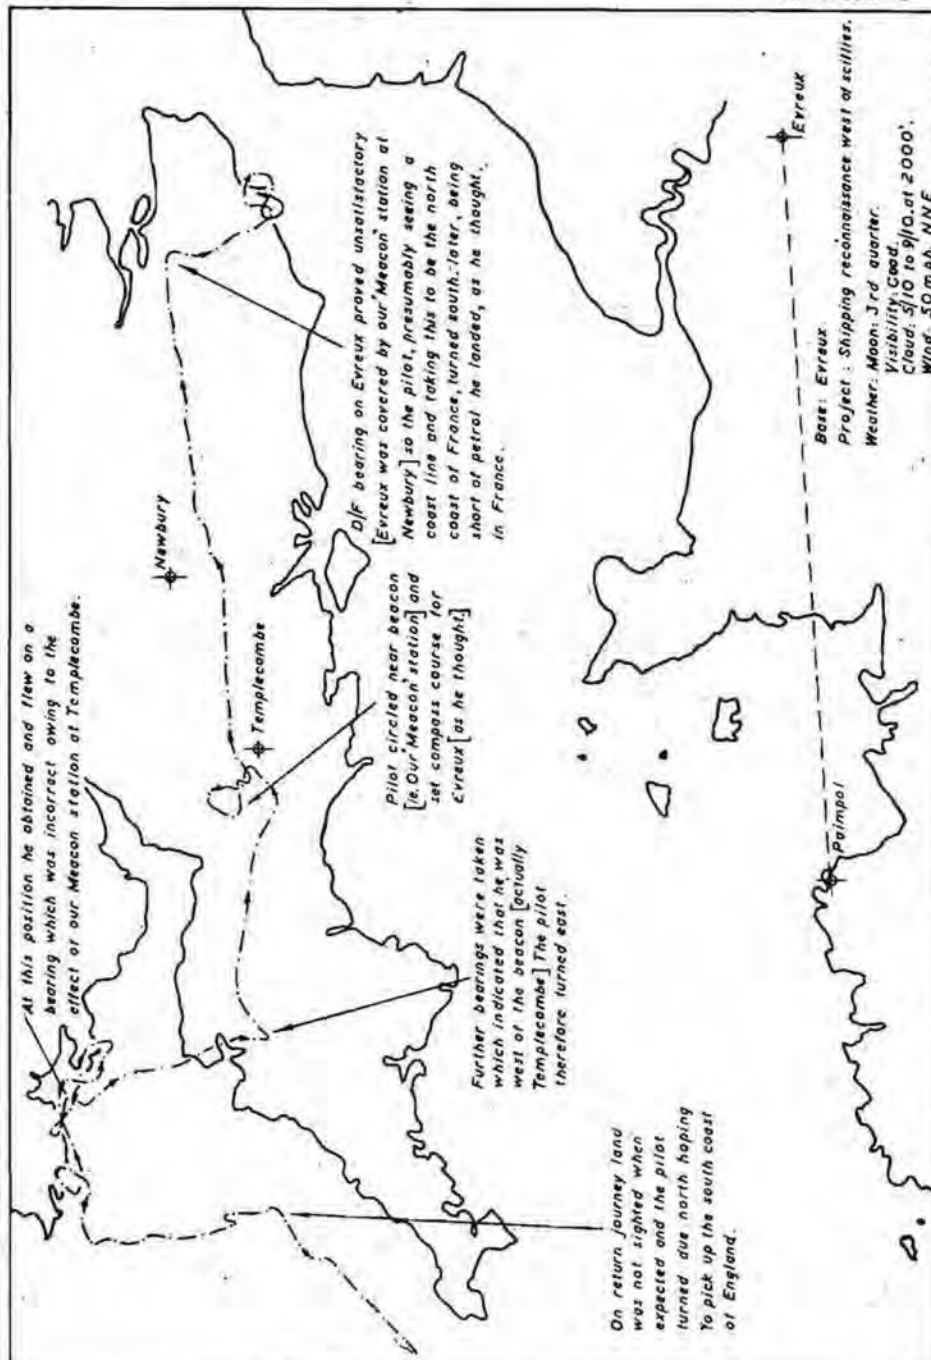 At this position he obtained and flew on a
bearing which was incorrect owing to the
effect of our Meacon station at Templecombe.
Newbury
Templecombe
D/F bearing on Evreux proved unsatisfactory
[Evreux was covered by our 'Meacon' station at
Newbury] so the pilot, presumably seeing a
coast line and taking this to be the north
coast of France, turned south: later, being
short of petrol he landed, as he thought,
in France.
Pilot circled near beacon
[ie. Our 'Meacon' station] and
set compass course for
Evreux [as he thought]
Further bearings were taken
which indicated that he was
west of the beacon [actually
Templecombe] The pilot
therefore turned east.
On return journey land
was not sighted when
expected and the pilot
turned due north hoping
To pick up the south coast
of England.
Paimpol
Evreux
Base: Evreux.
Project: Shipping reconnaissance west of scillies.
Weather: Moon: 3rd quarter.
Visibility: Good.
Cloud: 5/10 to 9/10. at 2000'.
Wind: 50 mph. NNE